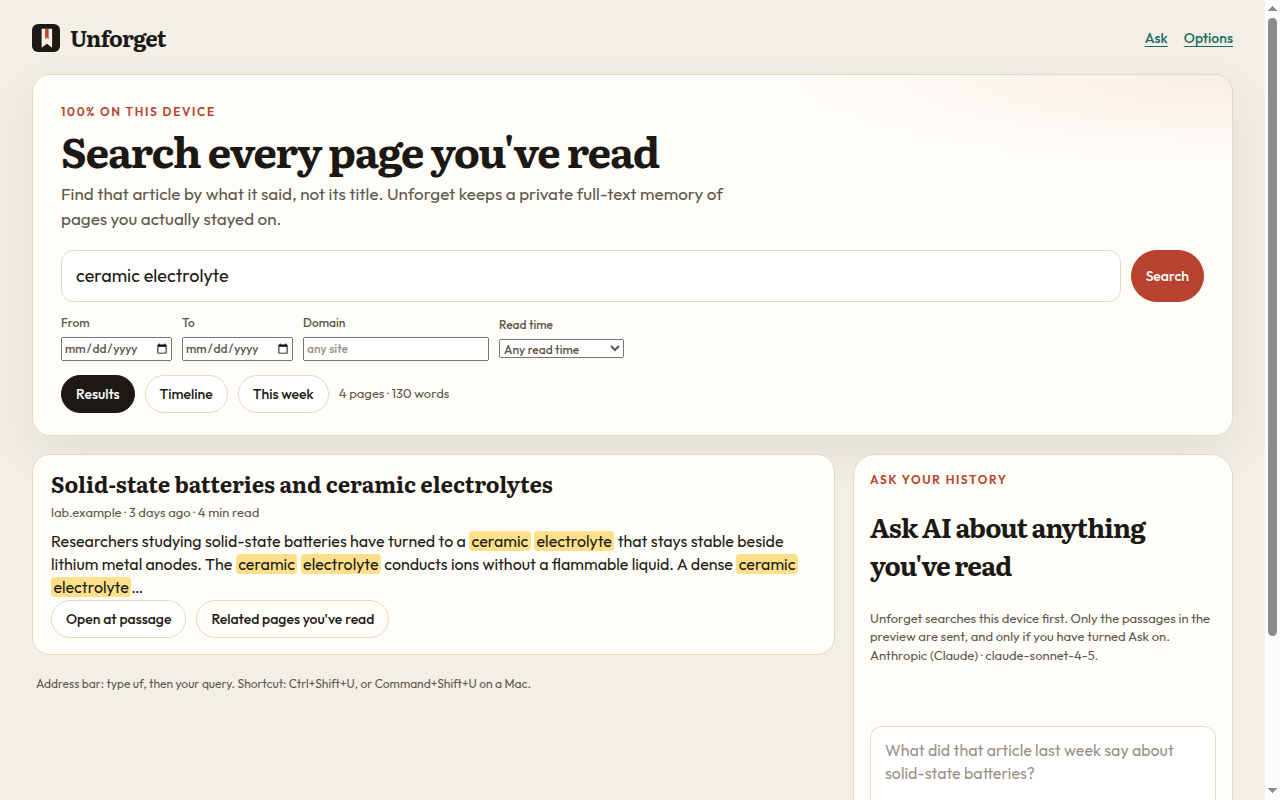 Unforget
Ask
Options
100% ON THIS DEVICE
Search every page you've read
Find that article by what it said, not its title. Unforget keeps a private full-text memory of
pages you actually stayed on.
ceramic electrolyte
Search
From
To
Domain
Read time
mm/dd/yyyy
mm/dd/yyyy
any site
Any read time
Results
Timeline
This week
4 pages · 130 words
Solid-state batteries and ceramic electrolytes
lab.example · 3 days ago · 4 min read
Researchers studying solid-state batteries have turned to a ceramic electrolyte that stays stable beside
lithium metal anodes. The ceramic electrolyte conducts ions without a flammable liquid. A dense ceramic
electrolyte…
Open at passage
Related pages you've read
Address bar: type uf, then your query. Shortcut: Ctrl+Shift+U, or Command+Shift+U on a Mac.
ASK YOUR HISTORY
Ask AI about anything
you've read
Unforget searches this device first. Only the passages in the
preview are sent, and only if you have turned Ask on.
Anthropic (Claude) · claude-sonnet-4-5.
What did that article last week say about
solid-state batteries?